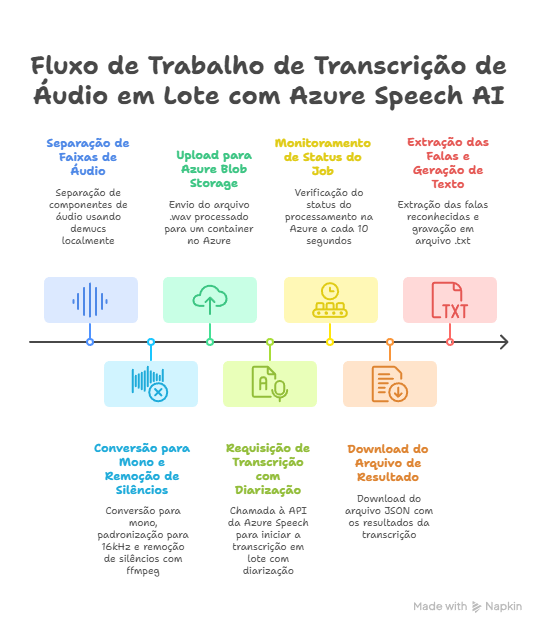 Fluxo de Trabalho de Transcrição de
Áudio em Lote com Azure Speech AI
Separação de
Faixas de
Áudio
Separação de
componentes de
áudio usando
demucs
localmente
Upload para
Azure Blob
Storage
Envio do arquivo
.wav processado
para um container
no Azure
Monitoramento
de Status do
Job
Verificação do
status do
processamento na
Azure a cada 10
segundos
Extração das
Falas e
Geração de
Texto
Extração das falas
reconhecidas e
gravação em
arquivo .txt
TXT
A
Conversão para
Mono e
Remoção de
Silêncios
Conversão para
mono,
padronização para
16kHz e remoção
de silêncios com
ffmpeg
Requisição de
Transcrição
com
Diarização
Chamada à API
da Azure Speech
para iniciar a
transcrição em
lote com
diarização
Download do
Arquivo de
Resultado
Download do
arquivo JSON com
os resultados da
transcrição
Made with Napkin